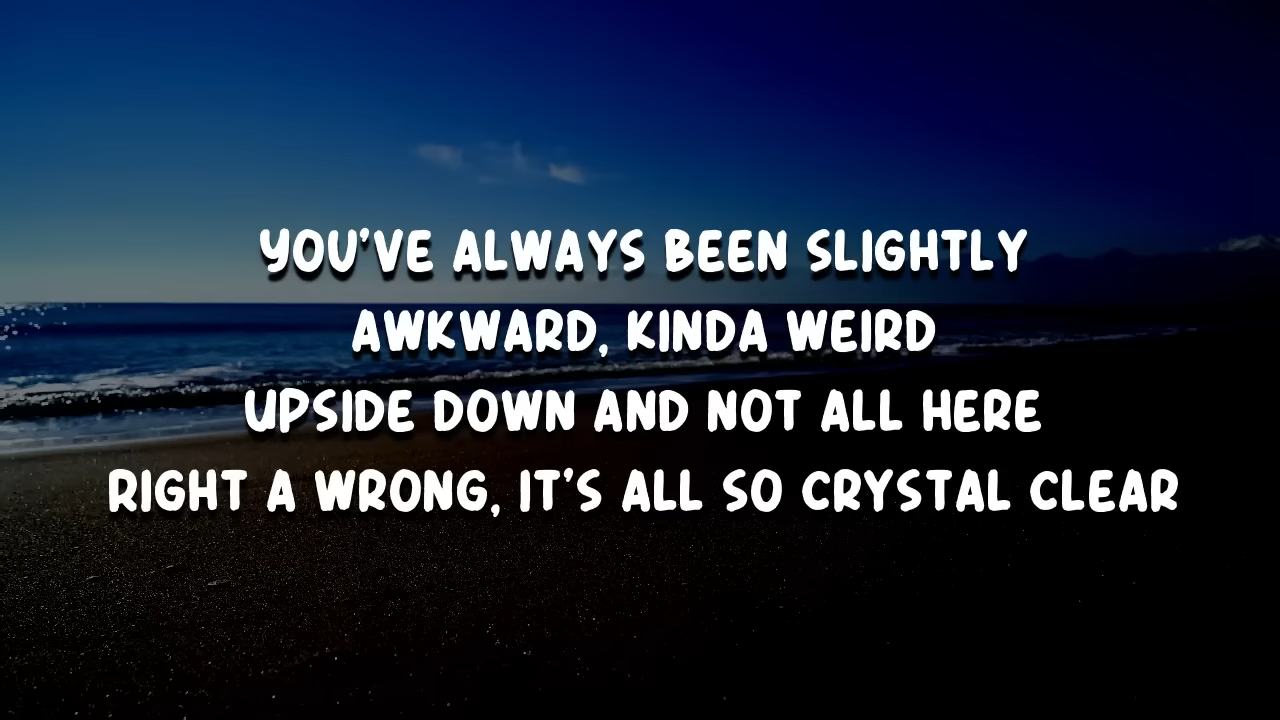 YOU'VE ALWAYS BEEN SLIGHTLY
AWKWARD, KINDA WEIRD
UPSIDE DOWN AND NOT ALL HERE
RIGHT A WRONG, IT'S ALL SO CRYSTAL CLEAR